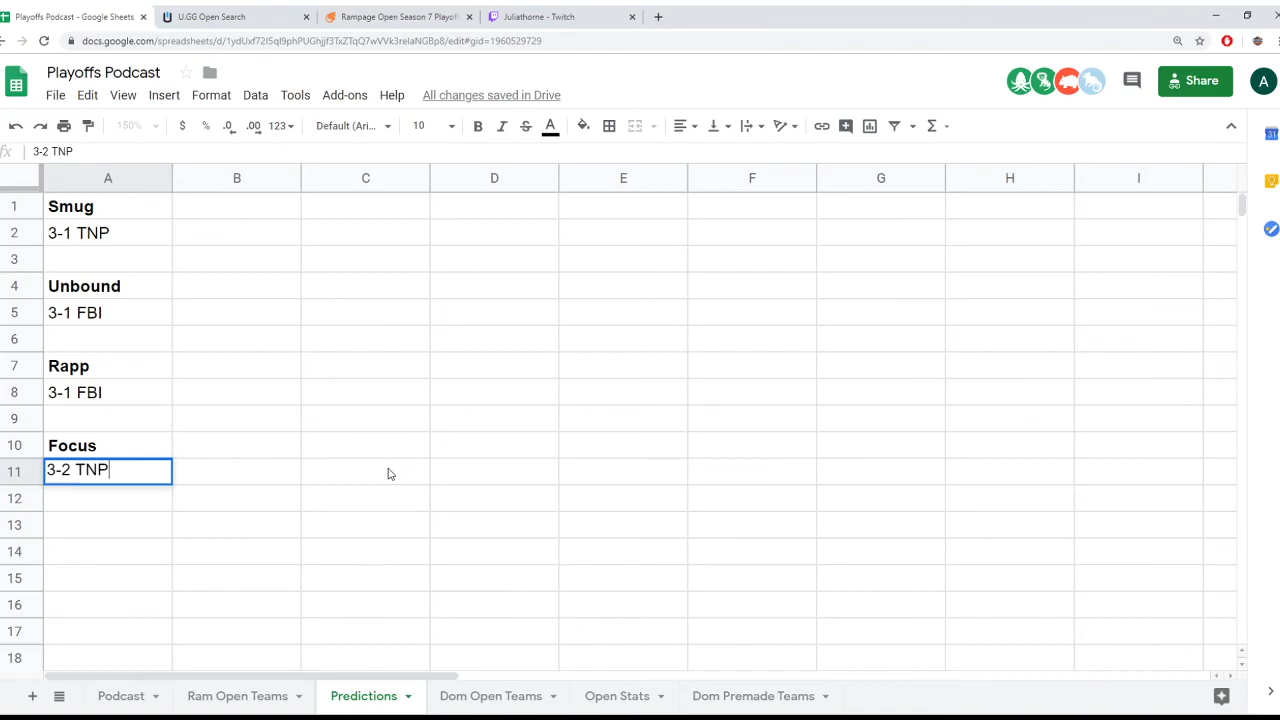 Playoffs Podcast - Google Sheets
U.GG Open Search
Rampage Open Season 7 Playoff
Juliathorne - Twitch
docs.google.com/spreadsheets/d/1ydUxf72I5qI9phPUGhjjf3TxZTqQ7wVVk3relaNGBp8/edit#gid=1960529729
Playoffs Podcast
File Edit View Insert Format Data Tools Add-ons Help All changes saved in Drive
Share
A
150% $ % .0 .00 123 Default (Ari... 10 B I S A
fx 3-2 TNP
A B C D E F G H I
1 Smug
2 3-1 TNP
3
4 Unbound
5 3-1 FBI
6
7 Rapp
8 3-1 FBI
9
10 Focus
11 3-2 TNP
12
13
14
15
16
17
18
Podcast Ram Open Teams Predictions Dom Open Teams Open Stats Dom Premade Teams